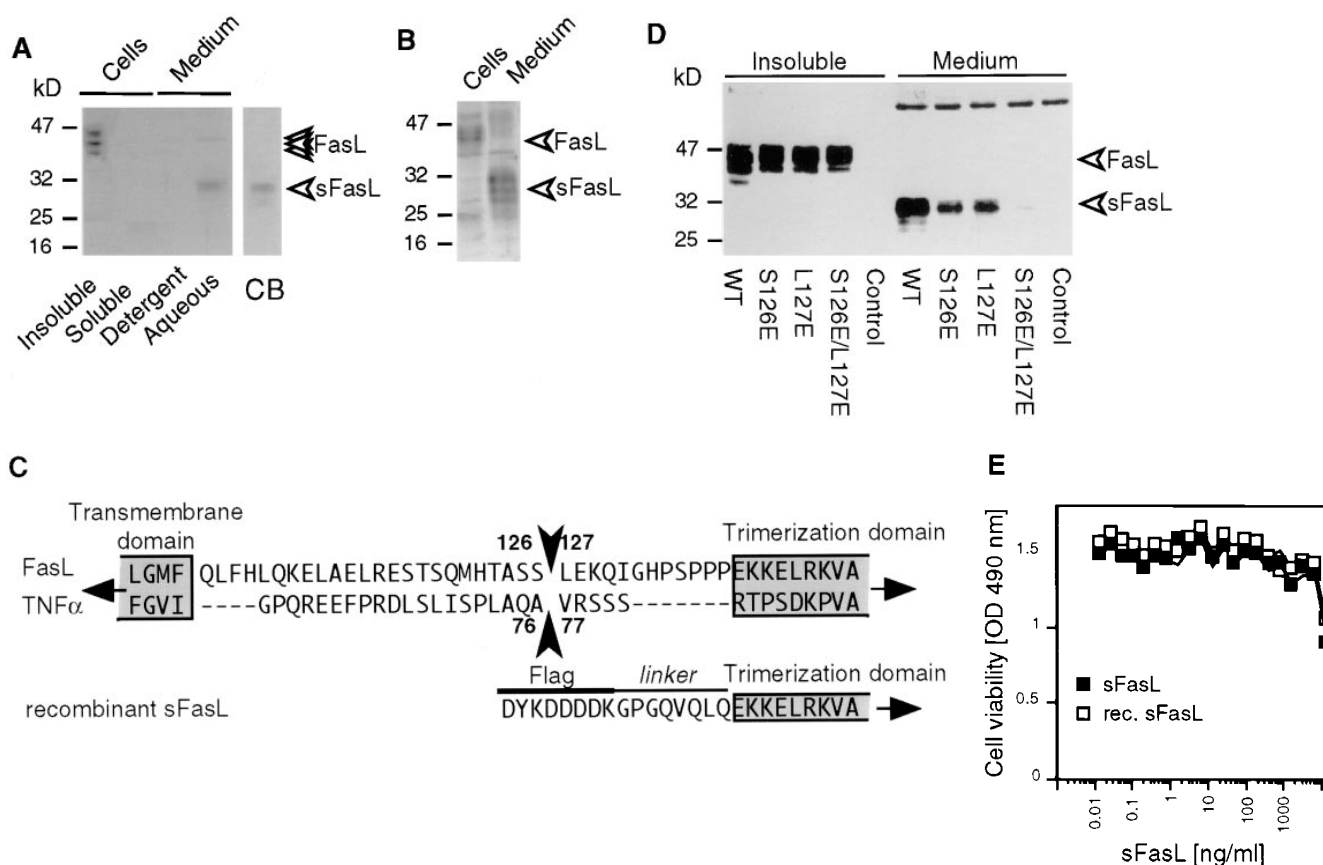 A
Cells
Medium
kD
47
32
25
16
FasL
sFasL
Insoluble
Soluble
Detergent
Aqueous
CB
B
Cells
Medium
47
32
25
16
FasL
sFasL
D
kD
Insoluble
Medium
47
32
25
FasL
sFasL
WT
S126E
L127E
S126E/L127E
Control
WT
S126E
L127E
S126E/L127E
Control
C
Transmembrane domain
126
127
Trimerization domain
FasL LGMF QLFHLQKELAELRESTSQMHTASS LEKQIGHPSPPPEKKELRKVA
TNFα FGVI ----GPQREEFPRDLSLISPLAQA VRSSS-------RTPSDKPVA
76
77
Flag
linker
Trimerization domain
recombinant sFasL DYKDDDDKGPGQVQLQEKKELRKVA
E
Cell viability [OD 490 nm]
1.5
1
0.5
0
sFasL
rec. sFasL
0.01
0.1
1
10
100
1000
sFasL [ng/ml]